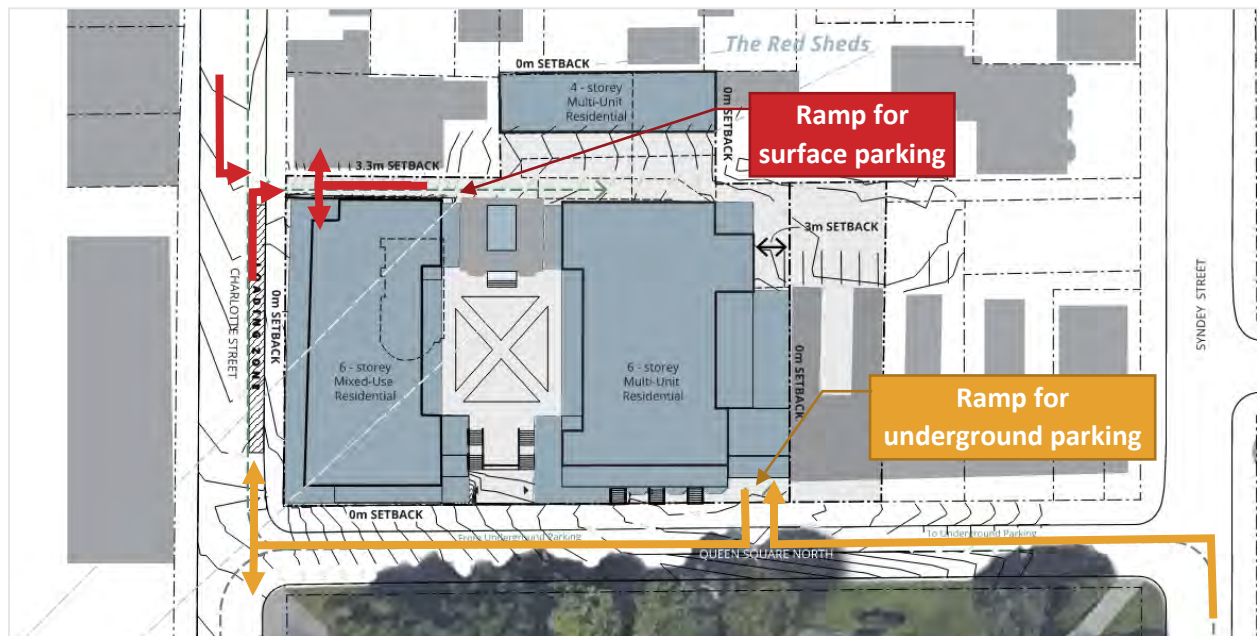 The Red Sheds
0m SETBACK
4 - storey
Multi-Unit
Residential
0m SETBACK
Ramp for
surface parking
3.3m SETBACK
3m SETBACK
CHARLOTTE STREET
LOADING ZONE
0m SETBACK
SYNDEY STREET
6 - storey
Mixed-Use
Residential
6 - storey
Multi-Unit
Residential
0m SETBACK
Ramp for
underground parking
0m SETBACK
From Underground Parking
To Underground Parking
QUEEN SQUARE NORTH